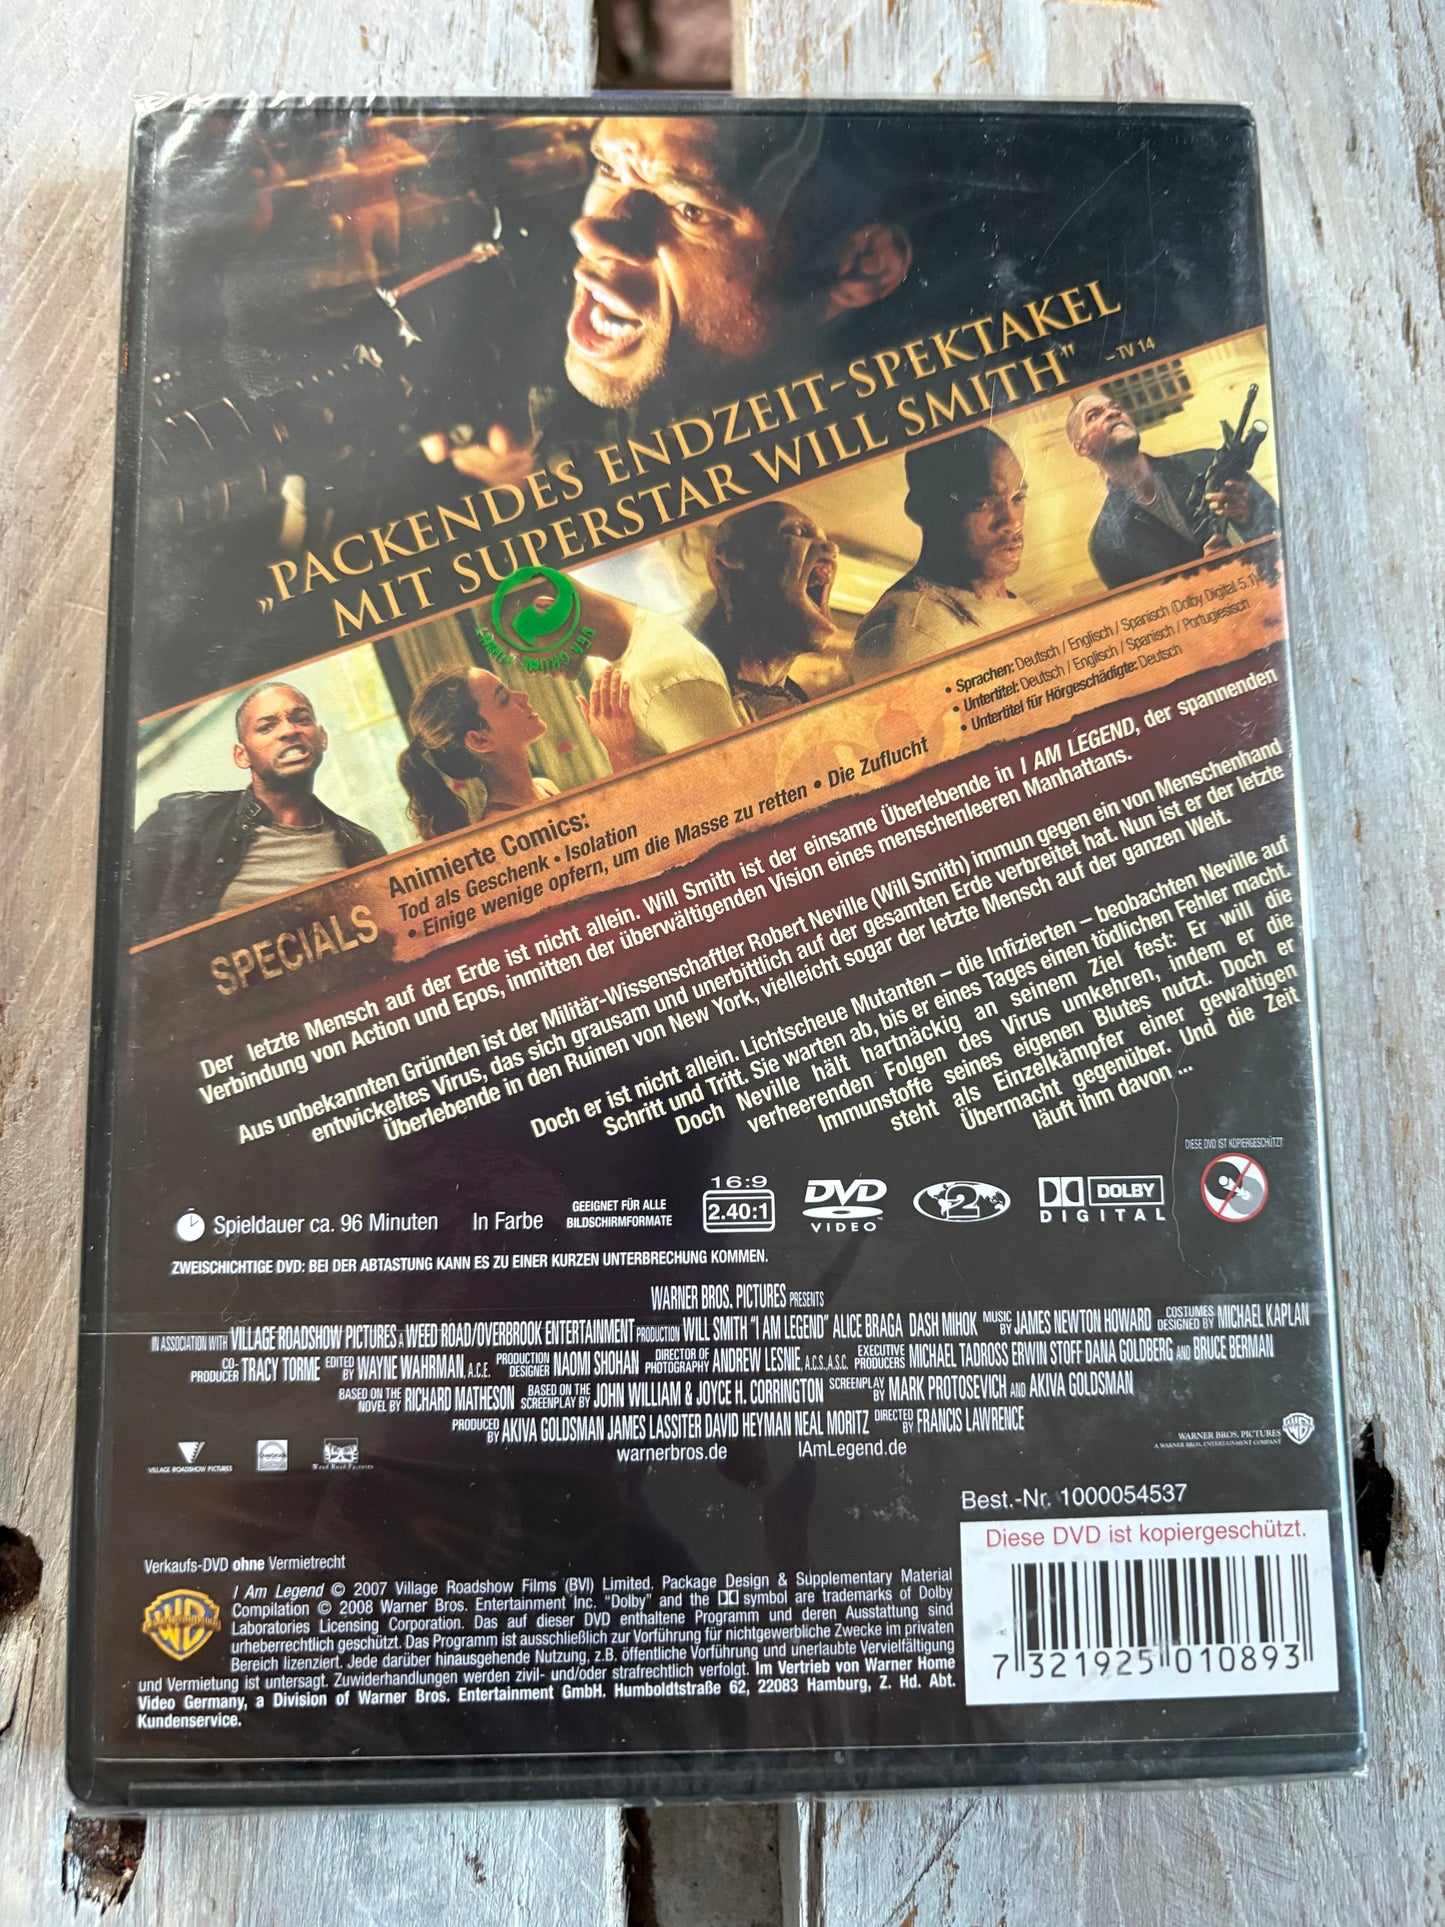 „PACKENDES ENDZEIT-SPEKTAKEL
MIT SUPERSTAR WILL SMITH"
–TV 14
SPECIALS
Animierte Comics:
Tod als Geschenk • Isolation
• Einige wenige opfern, um die Masse zu retten • Die Zuflucht
• Sprachen: Deutsch / Englisch / Spanisch (Dolby Digital 5.1)
• Untertitel: Deutsch / Englisch / Spanisch / Portugiesisch
• Untertitel für Hörgeschädigte: Deutsch
Der letzte Mensch auf der Erde ist nicht allein. Will Smith ist der einsame Überlebende in I AM LEGEND, der spannenden
Verbindung von Action und Epos, inmitten der überwältigenden Vision eines menschenleeren Manhattans.
Aus unbekannten Gründen ist der Militär-Wissenschaftler Robert Neville (Will Smith) immun gegen ein von Menschenhand
entwickeltes Virus, das sich grausam und unerbittlich auf der gesamten Erde verbreitet hat. Nun ist er der letzte
Überlebende in den Ruinen von New York, vielleicht sogar der letzte Mensch auf der ganzen Welt.
Doch er ist nicht allein. Lichtscheue Mutanten – die Infizierten – beobachten Neville auf
Schritt und Tritt. Sie warten ab, bis er eines Tages einen tödlichen Fehler macht.
Doch Neville hält hartnäckig an seinem Ziel fest: Er will die
verheerenden Folgen des Virus umkehren, indem er die
Immunstoffe seines eigenen Blutes nutzt. Doch er
steht als Einzelkämpfer einer gewaltigen
Übermacht gegenüber. Und die Zeit
läuft ihm davon ...
DIESE DVD IST KOPIERGESCHÜTZT
Spieldauer ca. 96 Minuten
In Farbe
GEEIGNET FÜR ALLE
BILDSCHIRMFORMATE
16:9
2.40:1
DVD
VIDEO™
2
DOLBY
DIGITAL
ZWEISCHICHTIGE DVD: BEI DER ABTASTUNG KANN ES ZU EINER KURZEN UNTERBRECHUNG KOMMEN.
WARNER BROS. PICTURES PRESENTS
IN ASSOCIATION WITH VILLAGE ROADSHOW PICTURES A WEED ROAD/OVERBROOK ENTERTAINMENT PRODUCTION WILL SMITH "I AM LEGEND" ALICE BRAGA DASH MIHOK MUSIC BY JAMES NEWTON HOWARD COSTUMES DESIGNED BY MICHAEL KAPLAN
CO-PRODUCER TRACY TORME EDITED BY WAYNE WAHRMAN, A.C.E. PRODUCTION DESIGNER NAOMI SHOHAN DIRECTOR OF PHOTOGRAPHY ANDREW LESNIE, A.C.S.,A.S.C. EXECUTIVE PRODUCERS MICHAEL TADROSS ERWIN STOFF DANA GOLDBERG AND BRUCE BERMAN
BASED ON THE NOVEL BY RICHARD MATHESON BASED ON THE SCREENPLAY BY JOHN WILLIAM & JOYCE H. CORRINGTON SCREENPLAY BY MARK PROTOSEVICH AND AKIVA GOLDSMAN
PRODUCED BY AKIVA GOLDSMAN JAMES LASSITER DAVID HEYMAN NEAL MORITZ DIRECTED BY FRANCIS LAWRENCE
warnerbros.de IAmLegend.de
VILLAGE ROADSHOW PICTURES
Overbrook
Weed Road Pictures
WARNER BROS. PICTURES
A WARNER BROS. ENTERTAINMENT COMPANY
Best.-Nr. 1000054537
Diese DVD ist kopiergeschützt.
7 321925 010893
Verkaufs-DVD ohne Vermietrecht
I Am Legend © 2007 Village Roadshow Films (BVI) Limited. Package Design & Supplementary Material
Compilation © 2008 Warner Bros. Entertainment Inc. "Dolby" and the symbol are trademarks of Dolby
Laboratories Licensing Corporation. Das auf dieser DVD enthaltene Programm und deren Ausstattung sind
urheberrechtlich geschützt. Das Programm ist ausschließlich zur Vorführung für nichtgewerbliche Zwecke im privaten
Bereich lizenziert. Jede darüber hinausgehende Nutzung, z.B. öffentliche Vorführung und unerlaubte Vervielfältigung
und Vermietung ist untersagt. Zuwiderhandlungen werden zivil- und/oder strafrechtlich verfolgt. Im Vertrieb von Warner Home
Video Germany, a Division of Warner Bros. Entertainment GmbH. Humboldtstraße 62, 22083 Hamburg, Z. Hd. Abt.
Kundenservice.